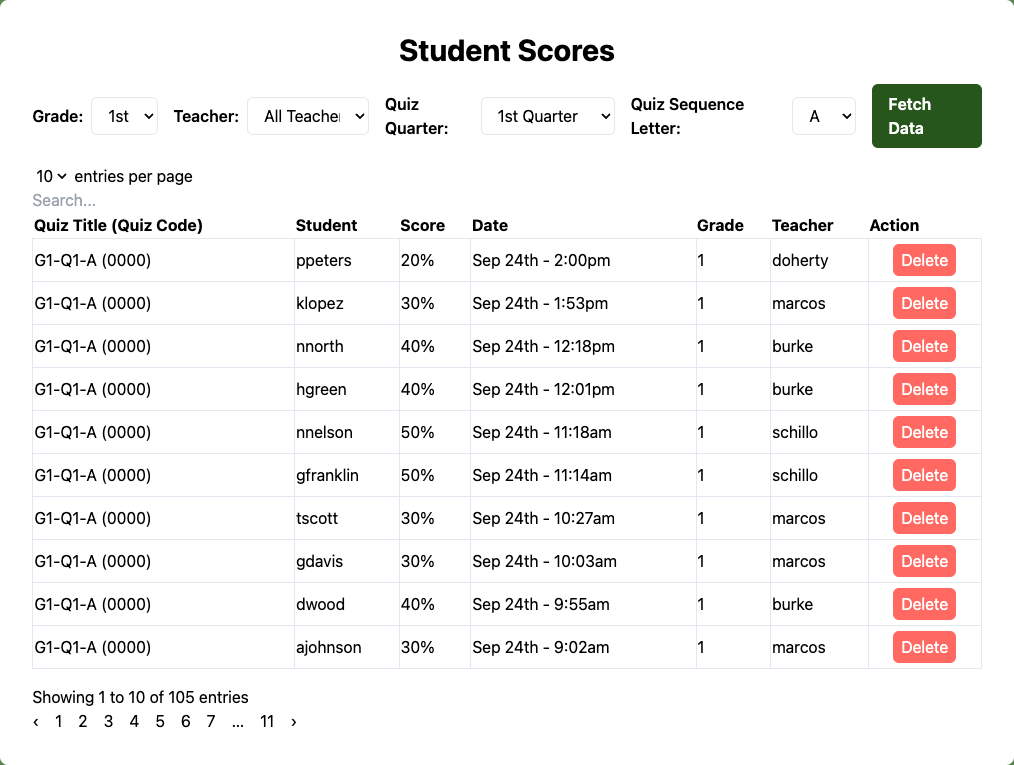 Student Scores
Grade: 1st Teacher: All Teacher Quiz Quarter: 1st Quarter Quiz Sequence Letter: A Fetch Data
10 entries per page
Search...
Quiz Title (Quiz Code) Student Score Date Grade Teacher Action
G1-Q1-A (0000) ppeters 20% Sep 24th - 2:00pm 1 doherty Delete
G1-Q1-A (0000) klopez 30% Sep 24th - 1:53pm 1 marcos Delete
G1-Q1-A (0000) nnorth 40% Sep 24th - 12:18pm 1 burke Delete
G1-Q1-A (0000) hgreen 40% Sep 24th - 12:01pm 1 burke Delete
G1-Q1-A (0000) nnelson 50% Sep 24th - 11:18am 1 schillo Delete
G1-Q1-A (0000) gfranklin 50% Sep 24th - 11:14am 1 schillo Delete
G1-Q1-A (0000) tscott 30% Sep 24th - 10:27am 1 marcos Delete
G1-Q1-A (0000) gdavis 30% Sep 24th - 10:03am 1 marcos Delete
G1-Q1-A (0000) dwood 40% Sep 24th - 9:55am 1 burke Delete
G1-Q1-A (0000) ajohnson 30% Sep 24th - 9:02am 1 marcos Delete
Showing 1 to 10 of 105 entries
‹ 1 2 3 4 5 6 7 ... 11 ›